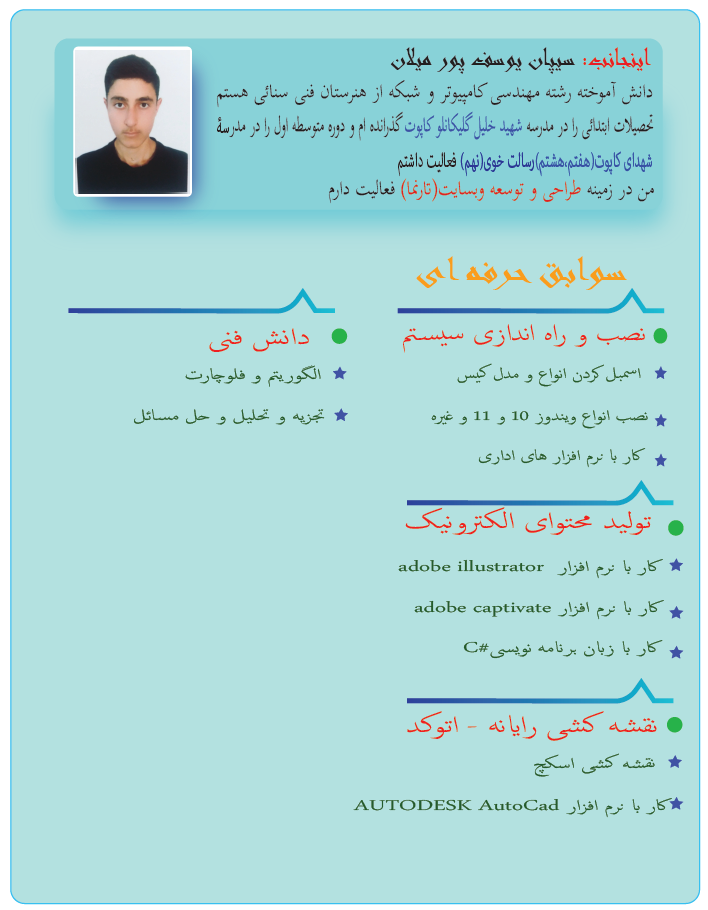 اینجانب: سیپان یوسف پور میلان
دانش آموخته رشته مهندسی کامپیوتر و شبکه از هنرستان فنی سنائی هستم
تحصیلات ابتدائی را در مدرسه شهید خلیل گلیکانلو کاپوت گذرانده ام و دوره متوسطه اول را در مدرسۀ
شهدای کاپوت(هفتم،هشتم)رسالت خوی(نهم) فعالیت داشتم
من در زمینه طراحی و توسعه وبسایت(تارنما) فعالیت دارم
سوابق حرفه ای
نصب و راه اندازی سیستم
اسمبل کردن انواع و مدل کیس
نصب انواع ویندوز 10 و 11 و غیره
کار با نرم افزار های اداری
دانش فنی
الگوریتم و فلوچارت
تجزیه و تحلیل و حل مسائل
تولید محتوای الکترونیک
کار با نرم افزار adobe illustrator
کار با نرم افزار adobe captivate
کار با زبان برنامه نویسی C#
نقشه کشی رایانه - اتوکد
نقشه کشی اسکچ
کار با نرم افزار AUTODESK AutoCad